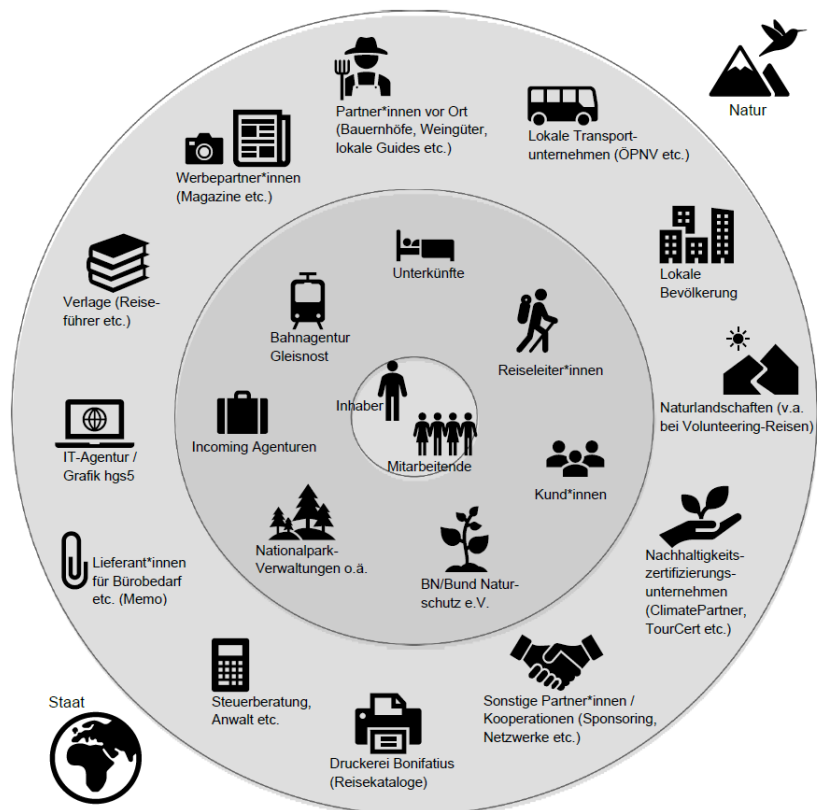 Partner*innen vor Ort
(Bauernhöfe, Weingüter,
lokale Guides etc.)
Lokale Transport-
unternehmen (ÖPNV etc.)
Natur
Werbepartner*innen
(Magazine etc.)
Unterkünfte
Lokale
Bevölkerung
Verlage (Reise-
führer etc.)
Bahnagentur
Gleisnost
Reiseleiter*innen
Inhaber
Naturlandschaften (v.a.
bei Volunteering-Reisen)
Incoming Agenturen
Mitarbeitende
IT-Agentur /
Grafik hgs5
Kund*innen
Nationalpark-
Verwaltungen o.ä.
BN/Bund Natur-
schutz e.V.
Nachhaltigkeits-
zertifizierungs-
unternehmen
(ClimatePartner,
TourCert etc.)
Lieferant*innen
für Bürobedarf
etc. (Memo)
Staat
Steuerberatung,
Anwalt etc.
Sonstige Partner*innen /
Kooperationen (Sponsoring,
Netzwerke etc.)
Druckerei Bonifatius
(Reisekataloge)